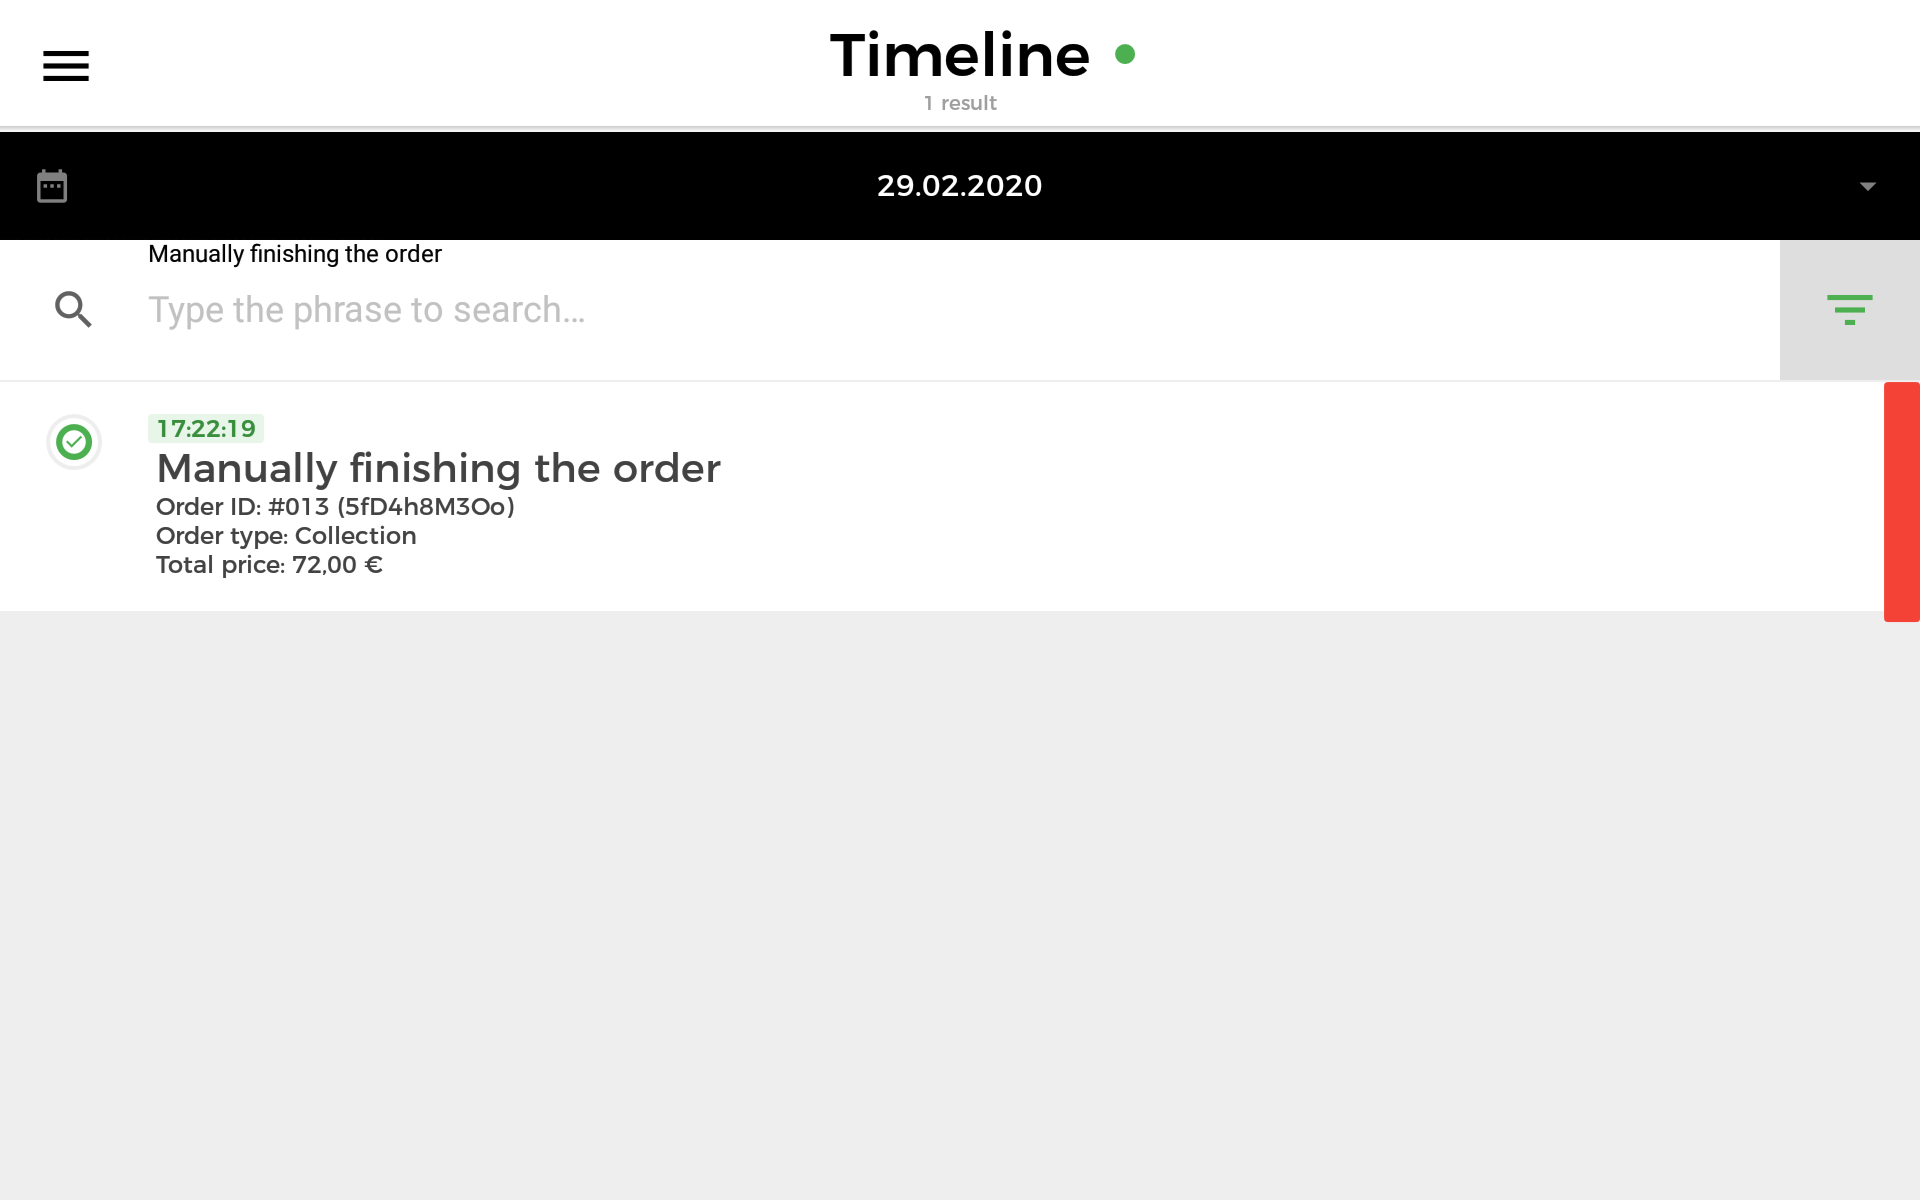 Timeline
1 result
29.02.2020
Manually finishing the order
Type the phrase to search...
17:22:19
Manually finishing the order
Order ID: #013 (5fD4h8M3Oo)
Order type: Collection
Total price: 72,00 €